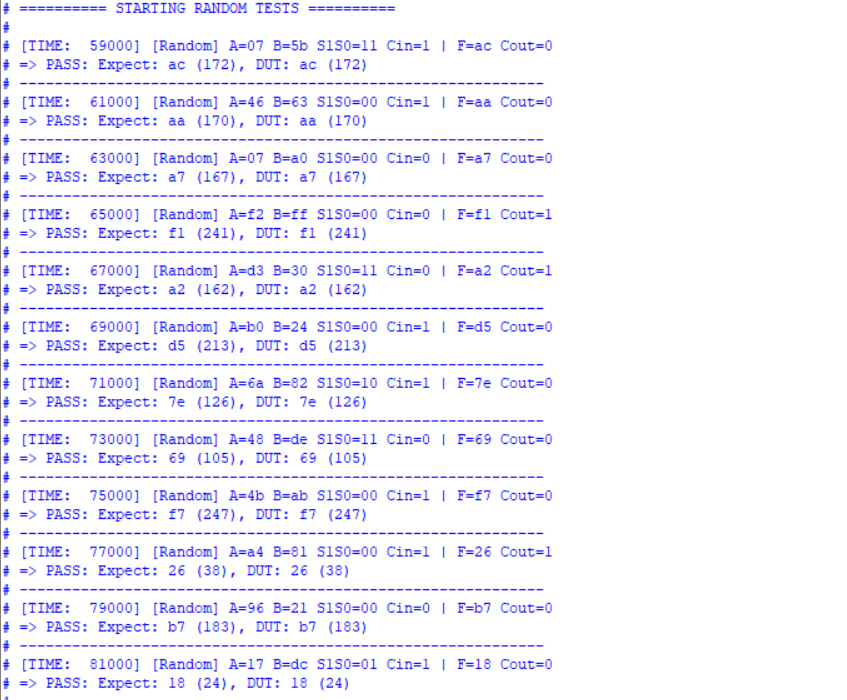 # ========== STARTING RANDOM TESTS ==========
#
# [TIME:  59000] [Random] A=07 B=5b S1S0=11 Cin=1 | F=ac Cout=0
# => PASS: Expect: ac (172), DUT: ac (172)
# --------------------------------------------------
# [TIME:  61000] [Random] A=46 B=63 S1S0=00 Cin=1 | F=aa Cout=0
# => PASS: Expect: aa (170), DUT: aa (170)
# --------------------------------------------------
# [TIME:  63000] [Random] A=07 B=a0 S1S0=00 Cin=0 | F=a7 Cout=0
# => PASS: Expect: a7 (167), DUT: a7 (167)
# --------------------------------------------------
# [TIME:  65000] [Random] A=f2 B=ff S1S0=00 Cin=0 | F=f1 Cout=1
# => PASS: Expect: f1 (241), DUT: f1 (241)
# --------------------------------------------------
# [TIME:  67000] [Random] A=d3 B=30 S1S0=11 Cin=0 | F=a2 Cout=1
# => PASS: Expect: a2 (162), DUT: a2 (162)
# --------------------------------------------------
# [TIME:  69000] [Random] A=b0 B=24 S1S0=00 Cin=1 | F=d5 Cout=0
# => PASS: Expect: d5 (213), DUT: d5 (213)
# --------------------------------------------------
# [TIME:  71000] [Random] A=6a B=82 S1S0=10 Cin=1 | F=7e Cout=0
# => PASS: Expect: 7e (126), DUT: 7e (126)
# --------------------------------------------------
# [TIME:  73000] [Random] A=48 B=de S1S0=11 Cin=0 | F=69 Cout=0
# => PASS: Expect: 69 (105), DUT: 69 (105)
# --------------------------------------------------
# [TIME:  75000] [Random] A=4b B=ab S1S0=00 Cin=1 | F=f7 Cout=0
# => PASS: Expect: f7 (247), DUT: f7 (247)
# --------------------------------------------------
# [TIME:  77000] [Random] A=a4 B=81 S1S0=00 Cin=1 | F=26 Cout=1
# => PASS: Expect: 26 (38), DUT: 26 (38)
# --------------------------------------------------
# [TIME:  79000] [Random] A=96 B=21 S1S0=00 Cin=0 | F=b7 Cout=0
# => PASS: Expect: b7 (183), DUT: b7 (183)
# --------------------------------------------------
# [TIME:  81000] [Random] A=17 B=dc S1S0=01 Cin=1 | F=18 Cout=0
# => PASS: Expect: 18 (24), DUT: 18 (24)